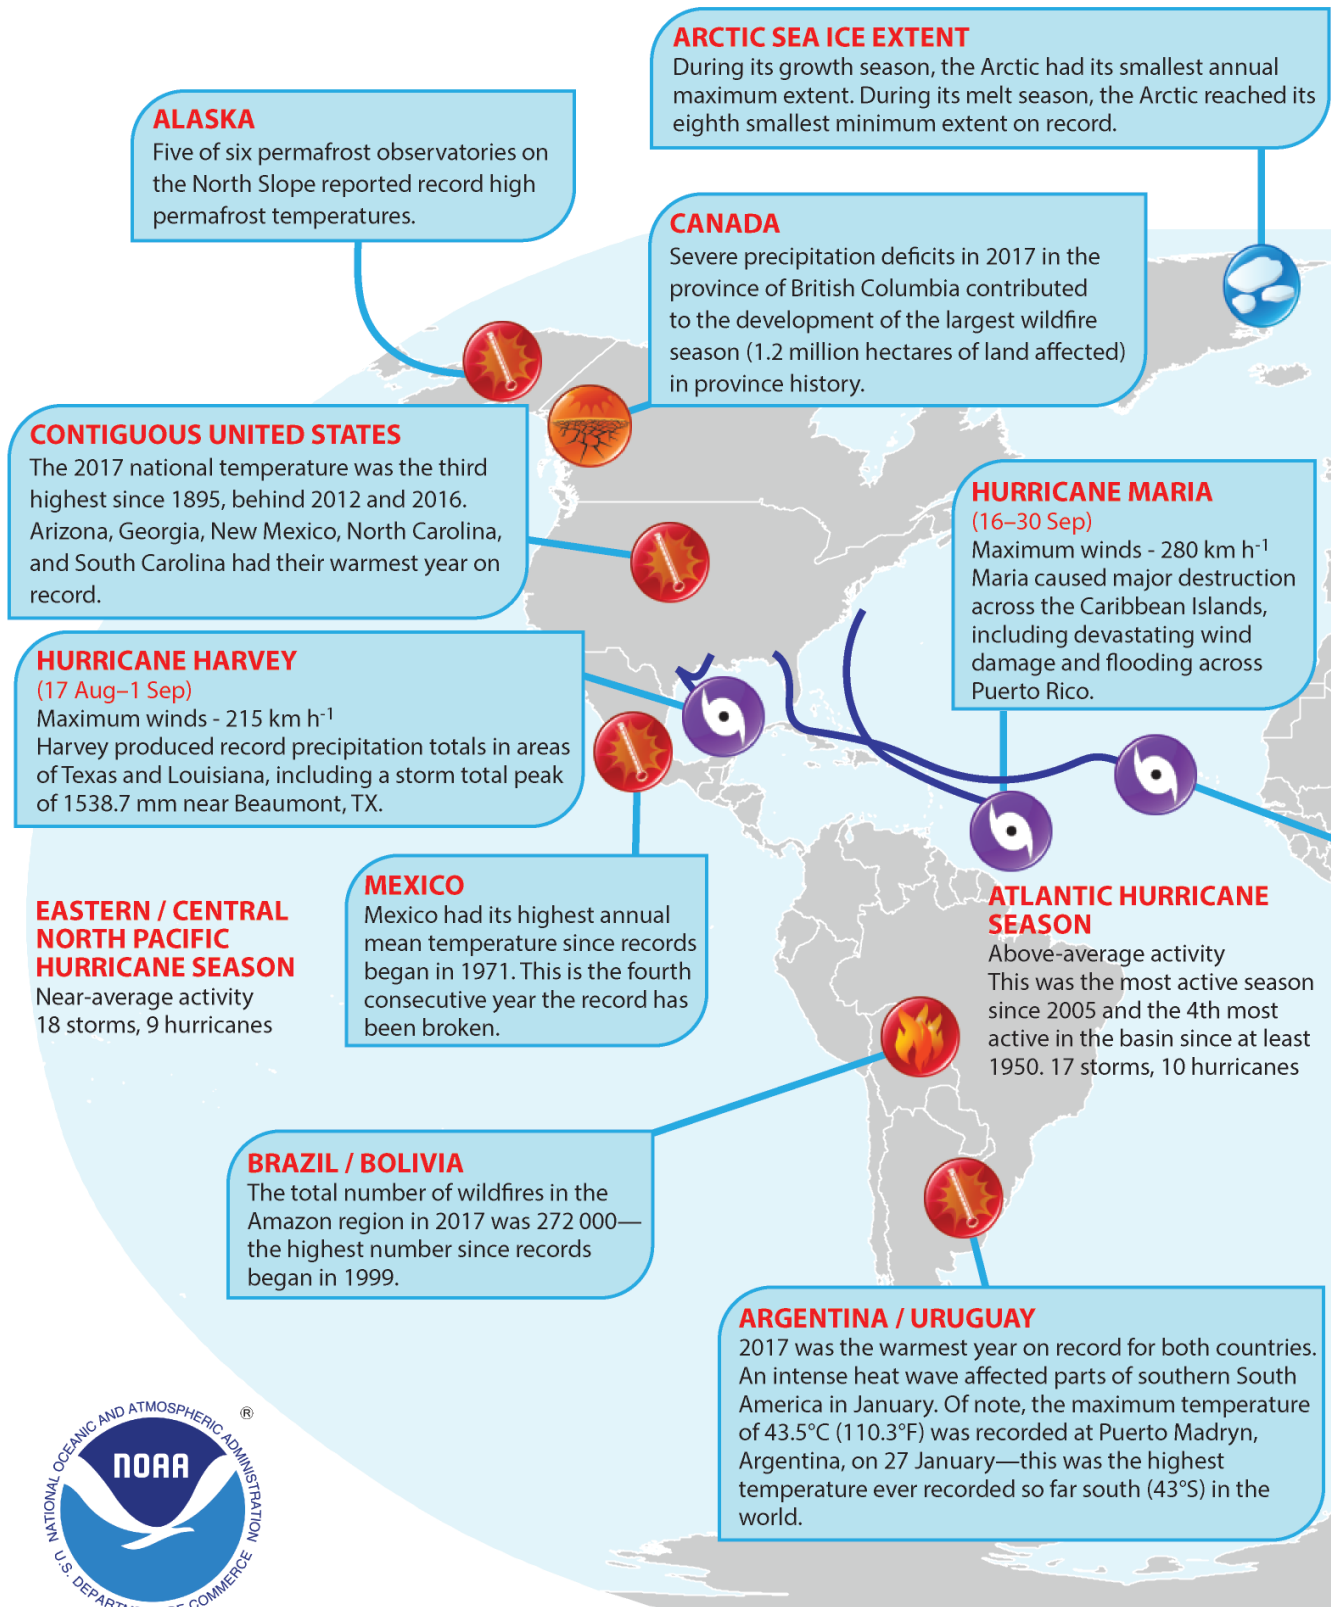 ARCTIC SEA ICE EXTENT
During its growth season, the Arctic had its smallest annual
maximum extent. During its melt season, the Arctic reached its
eighth smallest minimum extent on record.
ALASKA
Five of six permafrost observatories on
the North Slope reported record high
permafrost temperatures.
CANADA
Severe precipitation deficits in 2017 in the
province of British Columbia contributed
to the development of the largest wildfire
season (1.2 million hectares of land affected)
in province history.
CONTIGUOUS UNITED STATES
The 2017 national temperature was the third
highest since 1895, behind 2012 and 2016.
Arizona, Georgia, New Mexico, North Carolina,
and South Carolina had their warmest year on
record.
HURRICANE MARIA
(16–30 Sep)
Maximum winds - 280 km h-1
Maria caused major destruction
across the Caribbean Islands,
including devastating wind
damage and flooding across
Puerto Rico.
HURRICANE HARVEY
(17 Aug–1 Sep)
Maximum winds - 215 km h-1
Harvey produced record precipitation totals in areas
of Texas and Louisiana, including a storm total peak
of 1538.7 mm near Beaumont, TX.
MEXICO
Mexico had its highest annual
mean temperature since records
began in 1971. This is the fourth
consecutive year the record has
been broken.
EASTERN / CENTRAL
NORTH PACIFIC
HURRICANE SEASON
Near-average activity
18 storms, 9 hurricanes
ATLANTIC HURRICANE
SEASON
Above-average activity
This was the most active season
since 2005 and the 4th most
active in the basin since at least
1950. 17 storms, 10 hurricanes
BRAZIL / BOLIVIA
The total number of wildfires in the
Amazon region in 2017 was 272 000—
the highest number since records
began in 1999.
ARGENTINA / URUGUAY
2017 was the warmest year on record for both countries.
An intense heat wave affected parts of southern South
America in January. Of note, the maximum temperature
of 43.5°C (110.3°F) was recorded at Puerto Madryn,
Argentina, on 27 January—this was the highest
temperature ever recorded so far south (43°S) in the
world.
NATIONAL OCEANIC AND ATMOSPHERIC ADMINISTRATION
®
NOAA
U.S. COMMERCE